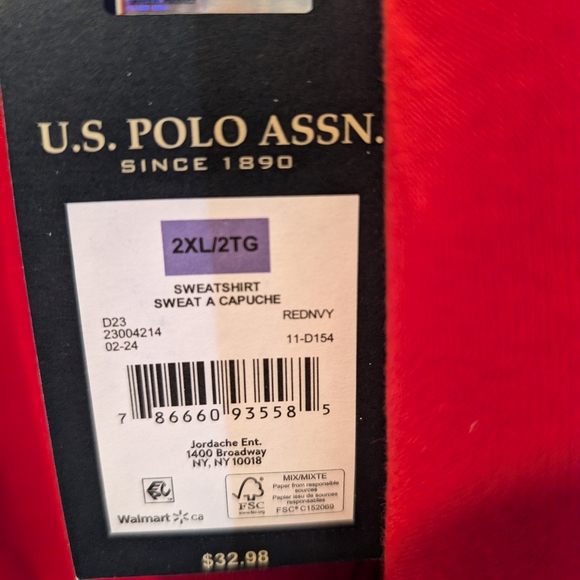 U.S. POLO ASSN.
SINCE 1890
2XL/2TG
SWEATSHIRT
SWEAT A CAPUCHE
D23 REDNVY
23004214
02-24 11-D154
7 86660 93558 5
Jordache Ent.
1400 Broadway
NY, NY 10018
MIX/MIXTE
Paper from responsible
sources
Papier issu de sources
responsables
FSC® C152069
FSC
Walmart ca
$32.98